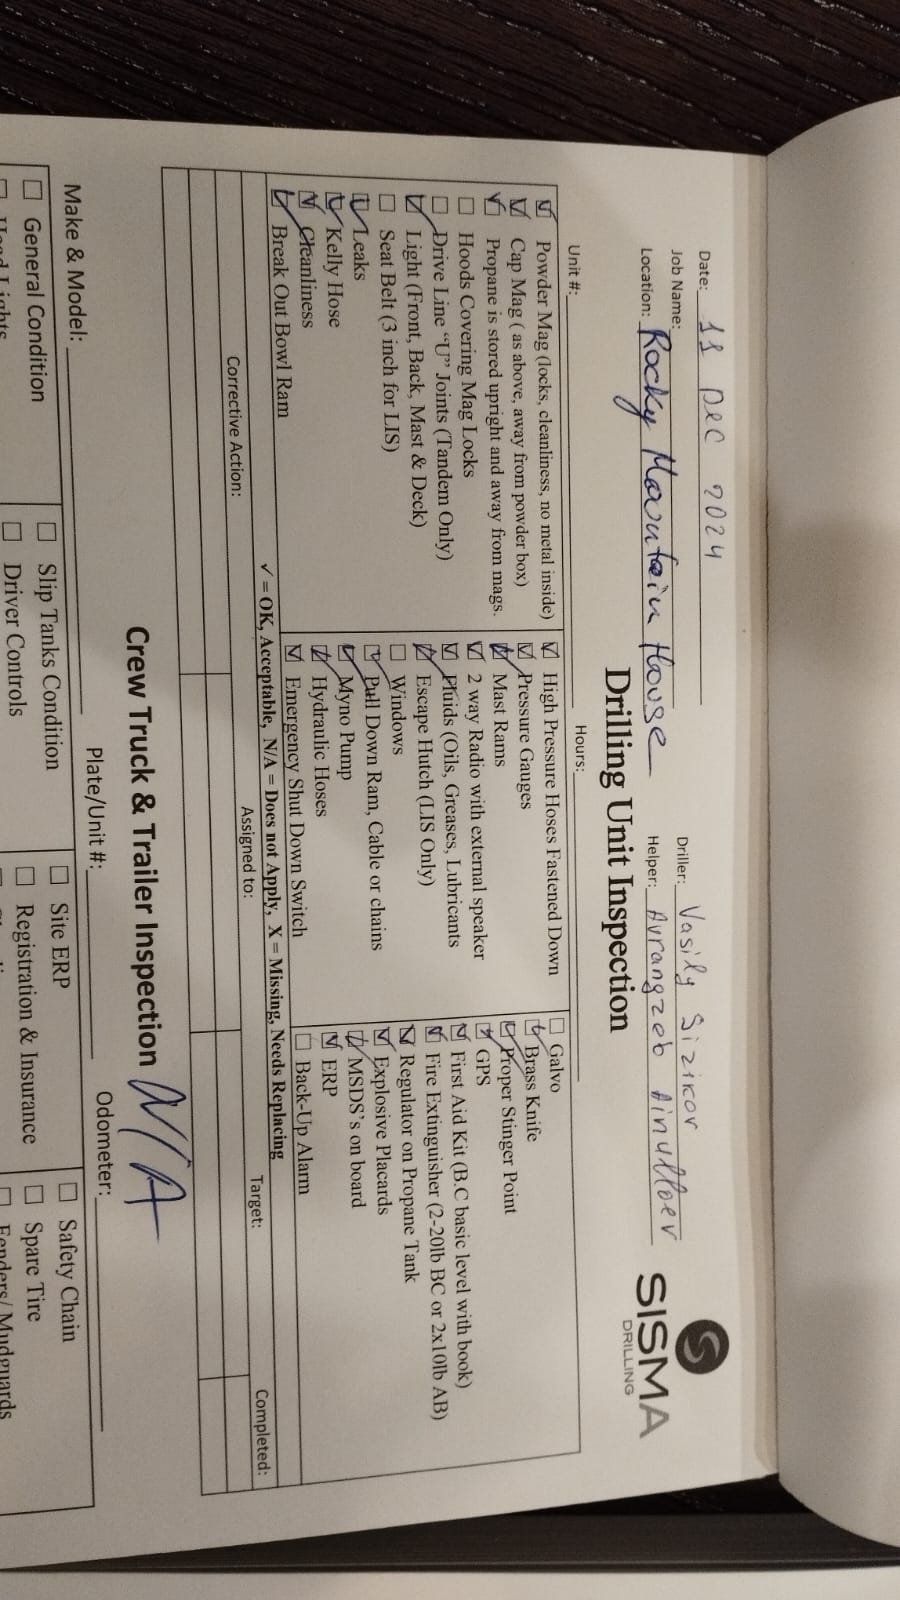 Date: 11 Dec 2024
Job Name:
Location: Rocky Mountain House
Driller: Vasily Sizikov
Helper: Avrangzeb Ainulloev
SISMA
DRILLING
Drilling Unit Inspection
Unit #:
Hours:
☑ Powder Mag (locks, cleanliness, no metal inside)
☑ Cap Mag ( as above, away from powder box)
☑ Propane is stored upright and away from mags.
☐ Hoods Covering Mag Locks
☐ Drive Line “U” Joints (Tandem Only)
☑ Light (Front, Back, Mast & Deck)
☐ Seat Belt (3 inch for LIS)
☑ Leaks
☑ Kelly Hose
☑ Cleanliness
☑ Break Out Bowl Ram
☑ High Pressure Hoses Fastened Down
☑ Pressure Gauges
☑ Mast Rams
☑ 2 way Radio with external speaker
☑ Fluids (Oils, Greases, Lubricants
☑ Escape Hutch (LIS Only)
☐ Windows
☑ Pull Down Ram, Cable or chains
☑ Myno Pump
☑ Hydraulic Hoses
☑ Emergency Shut Down Switch
☐ Galvo
☑ Brass Knife
☑ Proper Stinger Point
☑ GPS
☑ First Aid Kit (B.C basic level with book)
☑ Fire Extinguisher (2-20lb BC or 2x10lb AB)
☑ Regulator on Propane Tank
☑ Explosive Placards
☑ MSDS’s on board
☑ ERP
☐ Back-Up Alarm
✓ = OK, Acceptable, N/A = Does not Apply, X = Missing, Needs Replacing
Corrective Action:
Assigned to:
Target:
Completed:
Crew Truck & Trailer Inspection N/A
Make & Model:
Plate/Unit #:
Odometer:
☐ General Condition
☐ Head Lights
☐ Slip Tanks Condition
☐ Driver Controls
☐ Site ERP
☐ Registration & Insurance
☐ Safety Chain
☐ Spare Tire
☐ Fenders/ Mudguards